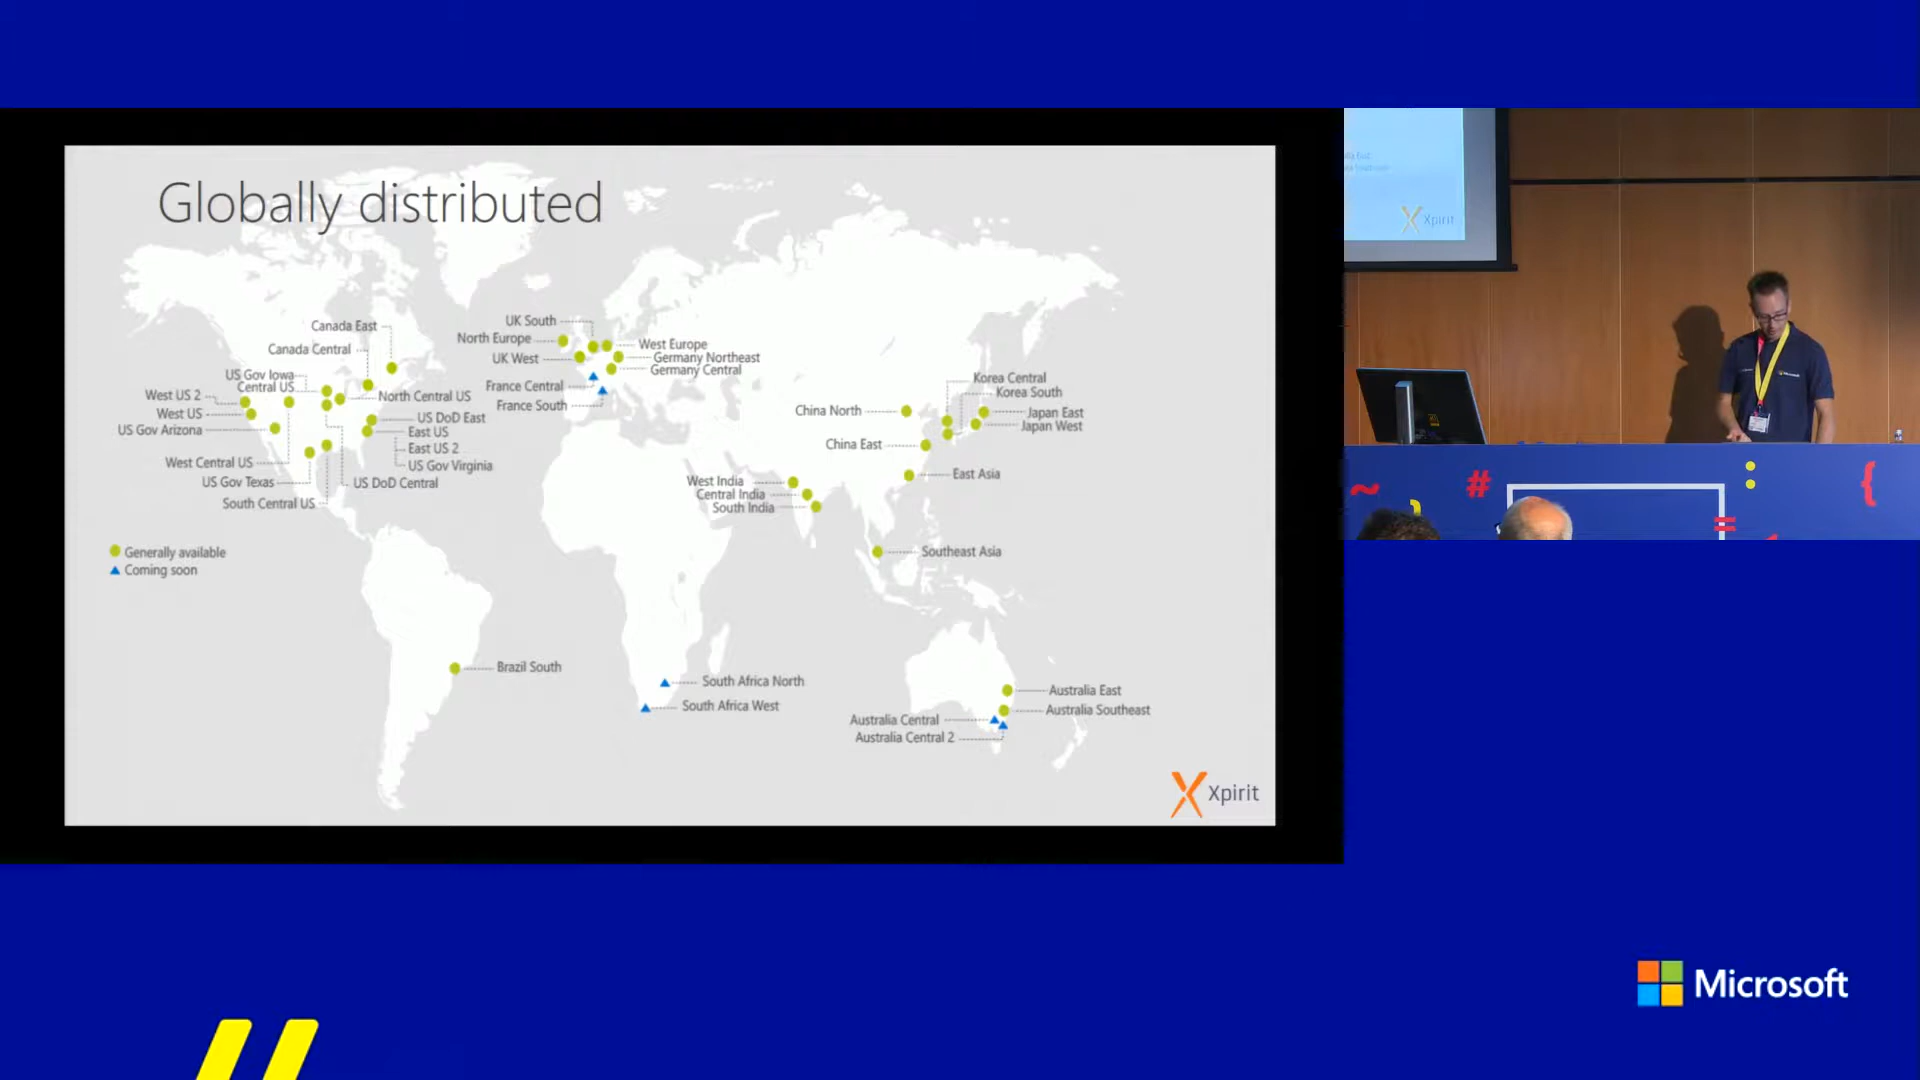 Globally distributed
Canada East
Canada Central
US Gov Iowa
Central US
West US 2
West US
US Gov Arizona
North Central US
US DoD East
East US
East US 2
US Gov Virginia
West Central US
US Gov Texas
US DoD Central
South Central US
UK South
North Europe
UK West
West Europe
Germany Northeast
Germany Central
France Central
France South
Korea Central
Korea South
China North
Japan East
Japan West
China East
East Asia
West India
Central India
South India
Southeast Asia
Generally available
Coming soon
Brazil South
South Africa North
South Africa West
Australia East
Australia Southeast
Australia Central
Australia Central 2
Xpirit
Xpirit
~ # : {
=
Microsoft